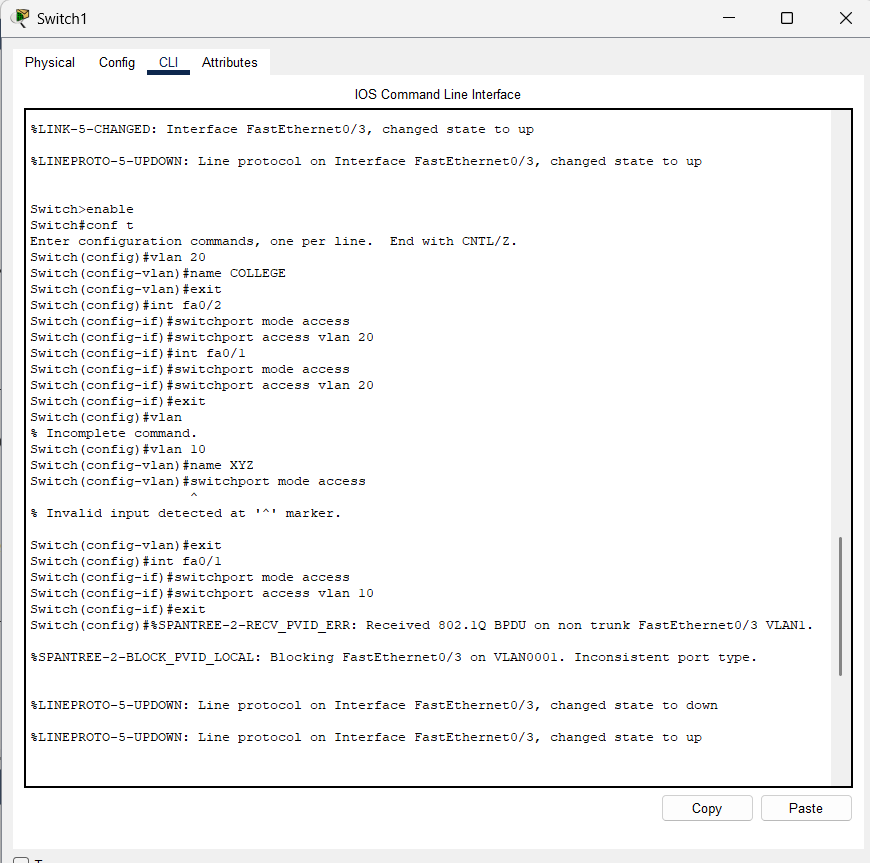 Switch1
Physical Config CLI Attributes
IOS Command Line Interface
%LINK-5-CHANGED: Interface FastEthernet0/3, changed state to up
%LINEPROTO-5-UPDOWN: Line protocol on Interface FastEthernet0/3, changed state to up
Switch>enable
Switch#conf t
Enter configuration commands, one per line.  End with CNTL/Z.
Switch(config)#vlan 20
Switch(config-vlan)#name COLLEGE
Switch(config-vlan)#exit
Switch(config)#int fa0/2
Switch(config-if)#switchport mode access
Switch(config-if)#switchport access vlan 20
Switch(config-if)#int fa0/1
Switch(config-if)#switchport mode access
Switch(config-if)#switchport access vlan 20
Switch(config-if)#exit
Switch(config)#vlan
% Incomplete command.
Switch(config)#vlan 10
Switch(config-vlan)#name XYZ
Switch(config-vlan)#switchport mode access
^
% Invalid input detected at '^' marker.
Switch(config-vlan)#exit
Switch(config)#int fa0/1
Switch(config-if)#switchport mode access
Switch(config-if)#switchport access vlan 10
Switch(config-if)#exit
Switch(config)#%SPANTREE-2-RECV_PVID_ERR: Received 802.1Q BPDU on non trunk FastEthernet0/3 VLAN1.
%SPANTREE-2-BLOCK_PVID_LOCAL: Blocking FastEthernet0/3 on VLAN0001. Inconsistent port type.
%LINEPROTO-5-UPDOWN: Line protocol on Interface FastEthernet0/3, changed state to down
%LINEPROTO-5-UPDOWN: Line protocol on Interface FastEthernet0/3, changed state to up
Copy Paste